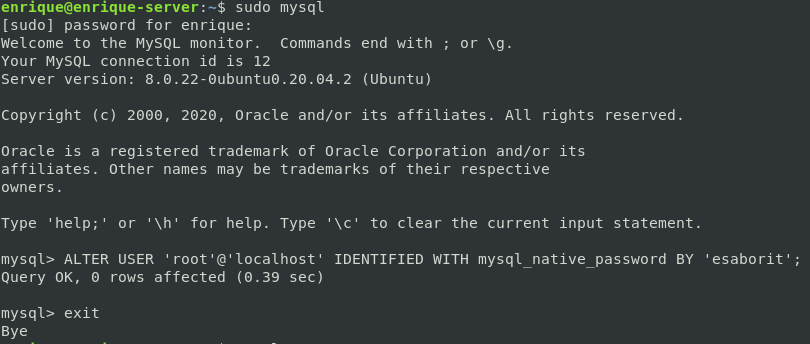 enrique@enrique-server:~$ sudo mysql
[sudo] password for enrique:
Welcome to the MySQL monitor.  Commands end with ; or \g.
Your MySQL connection id is 12
Server version: 8.0.22-0ubuntu0.20.04.2 (Ubuntu)

Copyright (c) 2000, 2020, Oracle and/or its affiliates. All rights reserved.

Oracle is a registered trademark of Oracle Corporation and/or its
affiliates. Other names may be trademarks of their respective
owners.

Type 'help;' or '\h' for help. Type '\c' to clear the current input statement.

mysql> ALTER USER 'root'@'localhost' IDENTIFIED WITH mysql_native_password BY 'esaborit';
Query OK, 0 rows affected (0.39 sec)

mysql> exit
Bye